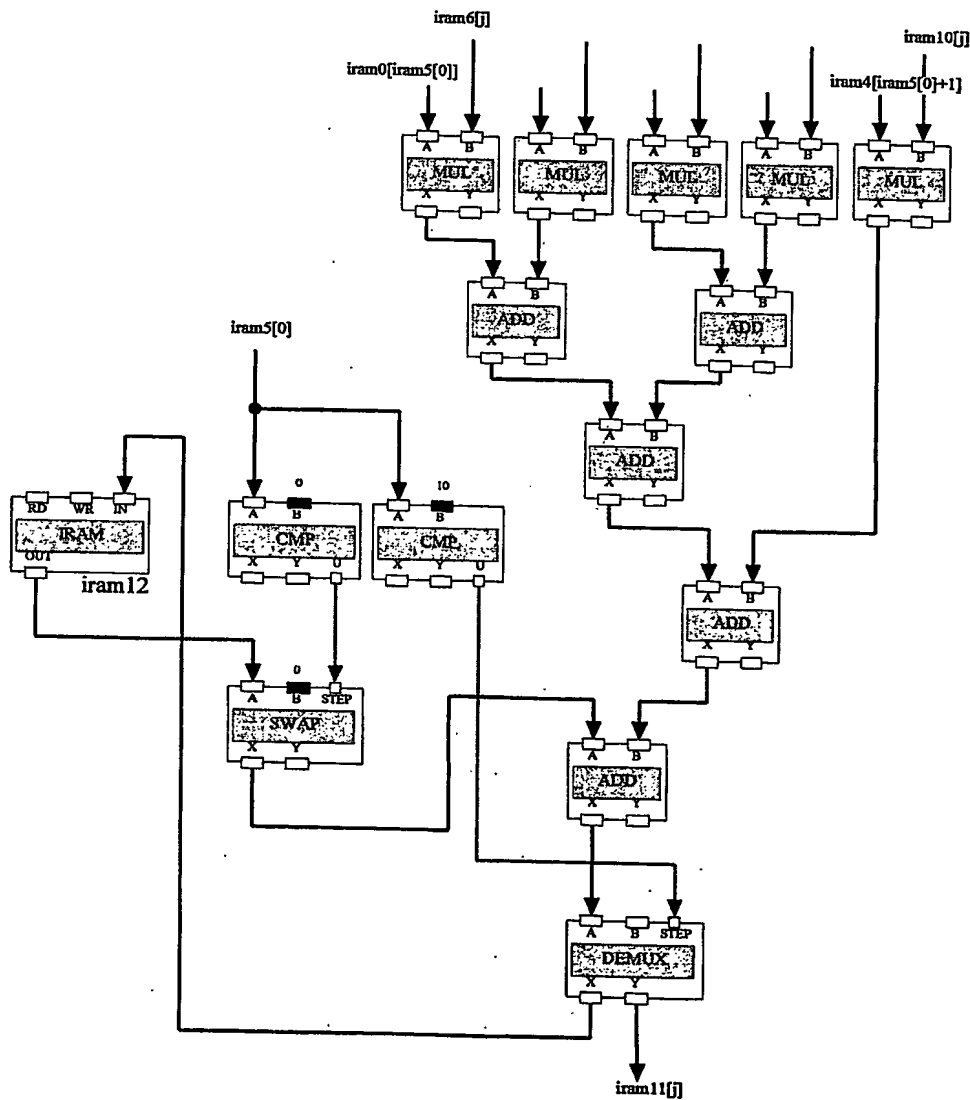 iram6[j]
iram10[j]
iram0[iram5[0]]
iram4[iram5[0]+1]
A B A B A B A B A B
MUL MUL MUL MUL MUL
X Y X Y X Y X Y X Y
A B A B
ADD ADD
X Y X Y
iram5[0]
A B
ADD
X Y
0 10
RD WR IN A B A B
IRAM CMP CMP
OUT X Y U X Y U
iram12
A B
ADD
X Y
0
A B STEP
SWAP
X Y
A B
ADD
X Y
A B STEP
DEMUX
X Y
iram11[j]